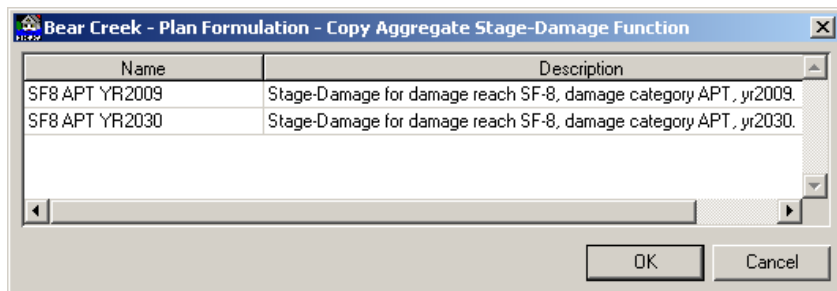 Bear Creek - Plan Formulation - Copy Aggregate Stage-Damage Function
Name Description
SF8 APT YR2009 Stage-Damage for damage reach SF-8, damage category APT, yr2009.
SF8 APT YR2030 Stage-Damage for damage reach SF-8, damage category APT, yr2030.
OK Cancel